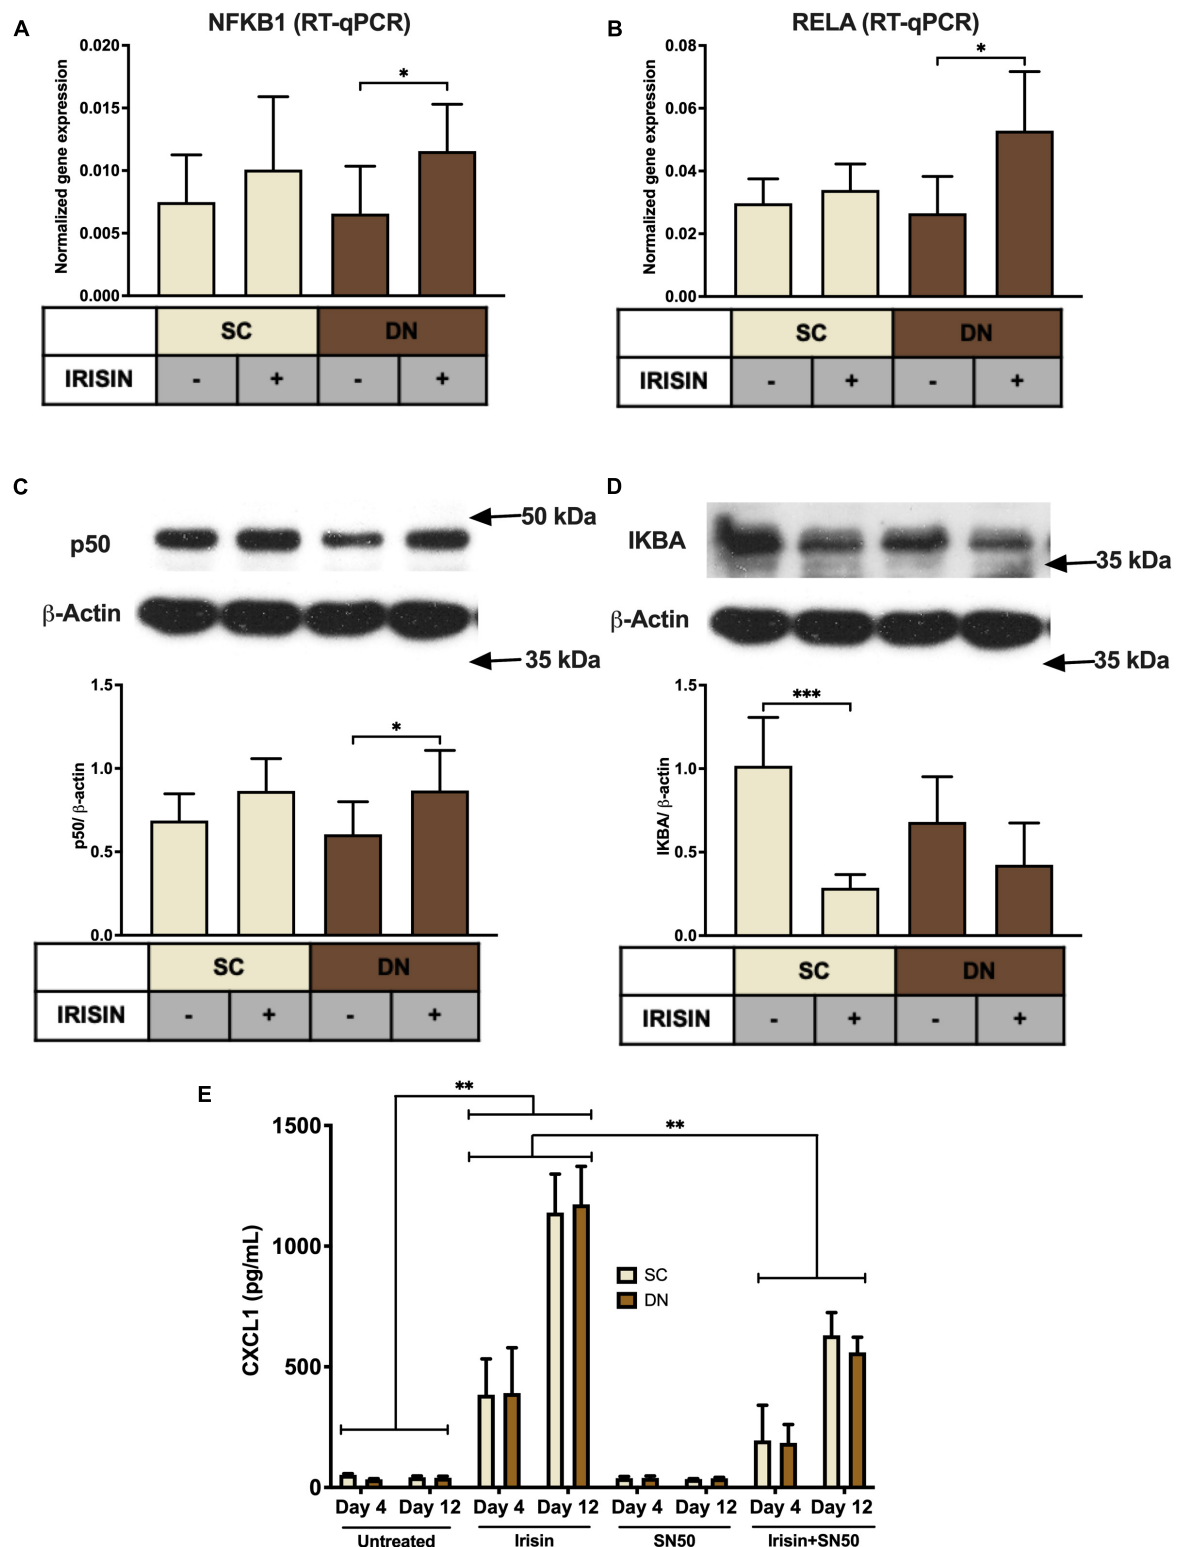 A
NFKB1 (RT-qPCR)
Normalized gene expression
0.020
0.015
0.010
0.005
0.000
*
SC DN
IRISIN - + - +
B
RELA (RT-qPCR)
Normalized gene expression
0.08
0.06
0.04
0.02
0.00
*
SC DN
IRISIN - + - +
C
50 kDa
p50
β-Actin
35 kDa
p50/ β-actin
1.5
1.0
0.5
0.0
*
SC DN
IRISIN - + - +
D
IKBA
35 kDa
β-Actin
35 kDa
IKBA/ β-actin
1.5
1.0
0.5
0.0
***
SC DN
IRISIN - + - +
E
**
**
CXCL1 (pg/mL)
1500
1000
500
0
SC
DN
Day 4 Day 12 Day 4 Day 12 Day 4 Day 12 Day 4 Day 12
Untreated Irisin SN50 Irisin+SN50